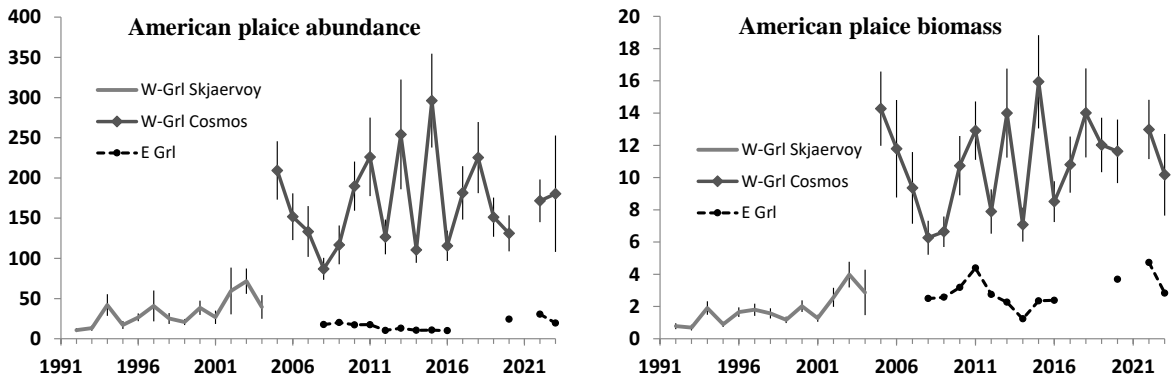 American plaice abundance
400
350
300
250
200
150
100
50
0
W-Grl Skjaervoy
W-Grl Cosmos
E Grl
1991 1996 2001 2006 2011 2016 2021
American plaice biomass
20
18
16
14
12
10
8
6
4
2
0
W-Grl Skjaervoy
W-Grl Cosmos
E Grl
1991 1996 2001 2006 2011 2016 2021